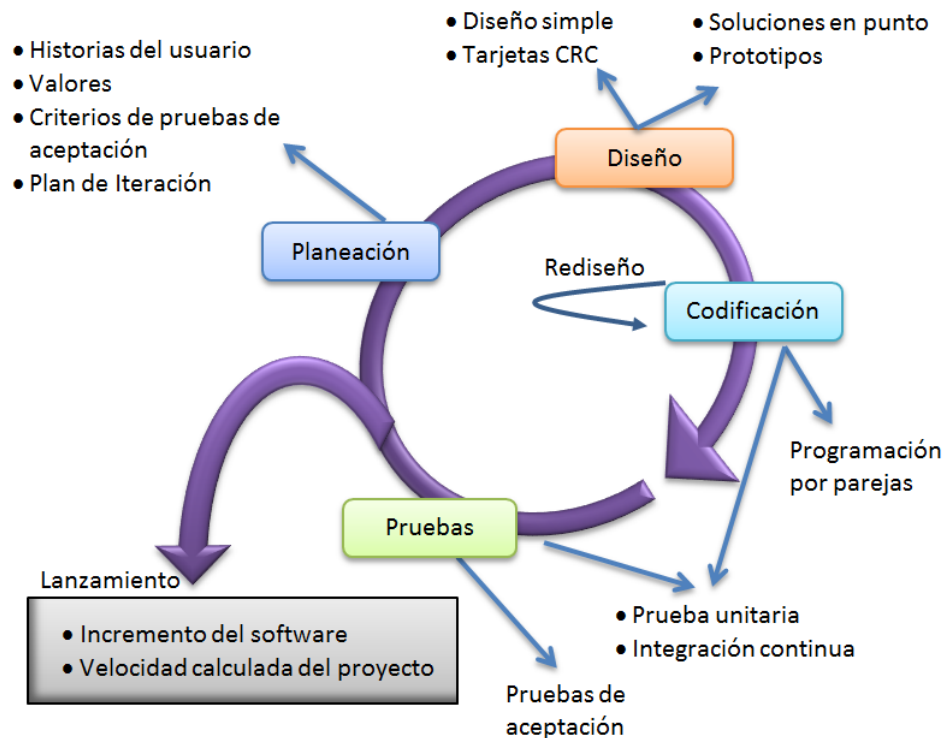 • Historias del usuario
• Valores
• Criterios de pruebas de
aceptación
• Plan de Iteración
• Diseño simple
• Tarjetas CRC
• Soluciones en punto
• Prototipos
Diseño
Planeación
Rediseño
Codificación
Programación
por parejas
Pruebas
Lanzamiento
• Incremento del software
• Velocidad calculada del proyecto
• Prueba unitaria
• Integración continua
Pruebas de
aceptación